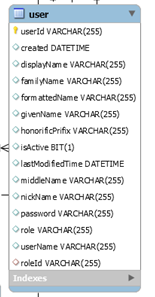 user
userId VARCHAR(255)
created DATETIME
displayName VARCHAR(255)
familyName VARCHAR(255)
formattedName VARCHAR(255)
givenName VARCHAR(255)
honorificPrefix VARCHAR(255)
isActive BIT(1)
lastModifiedTime DATETIME
middleName VARCHAR(255)
nickName VARCHAR(255)
password VARCHAR(255)
role VARCHAR(255)
userName VARCHAR(255)
roleId VARCHAR(255)
Indexes